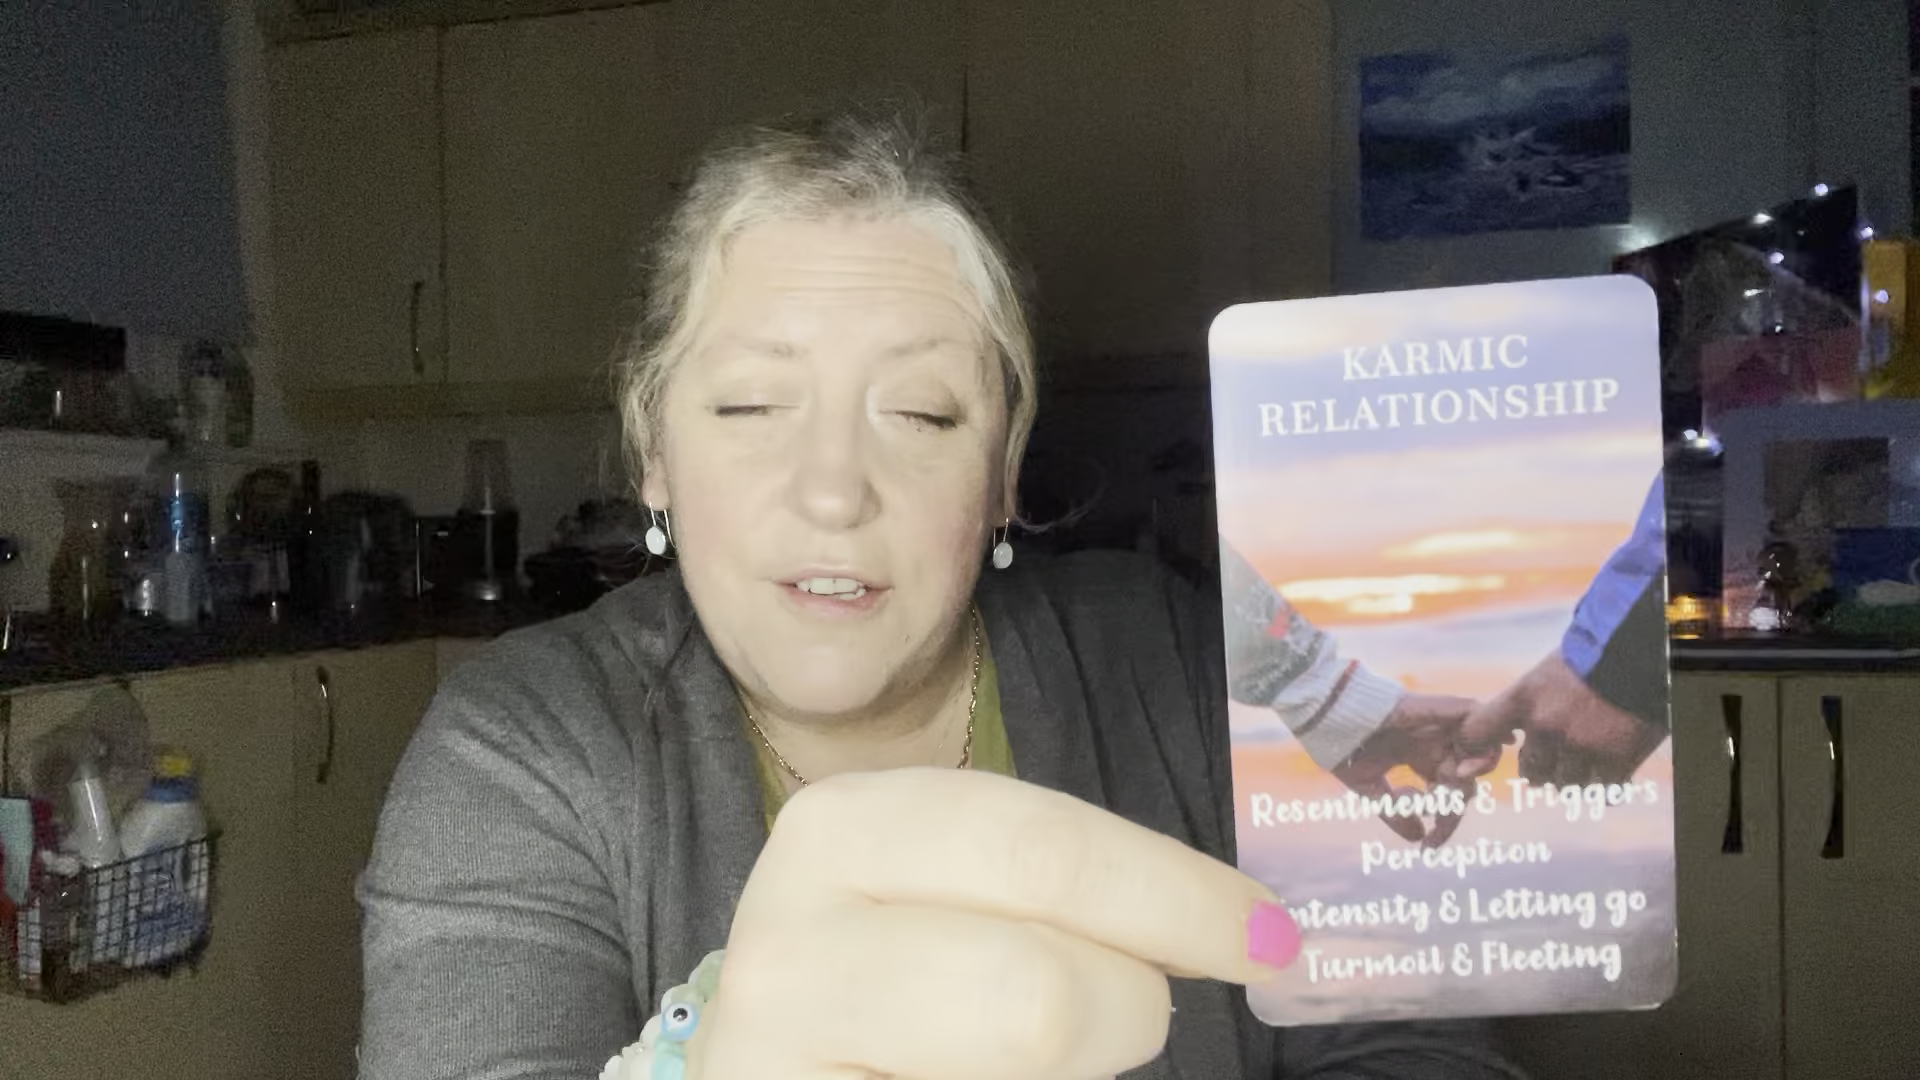 KARMIC
RELATIONSHIP
Resentments & Triggers
Perception
Intensity & Letting go
Turmoil & Fleeting